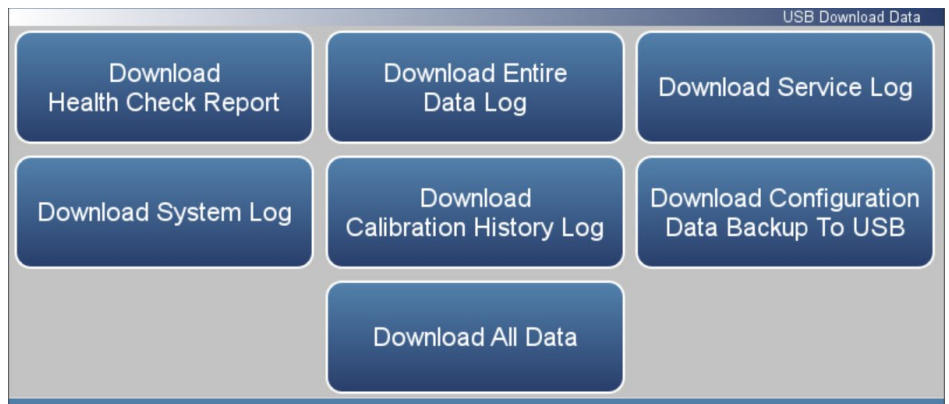 USB Download Data
Download
Health Check Report
Download Entire
Data Log
Download Service Log
Download System Log
Download
Calibration History Log
Download Configuration
Data Backup To USB
Download All Data